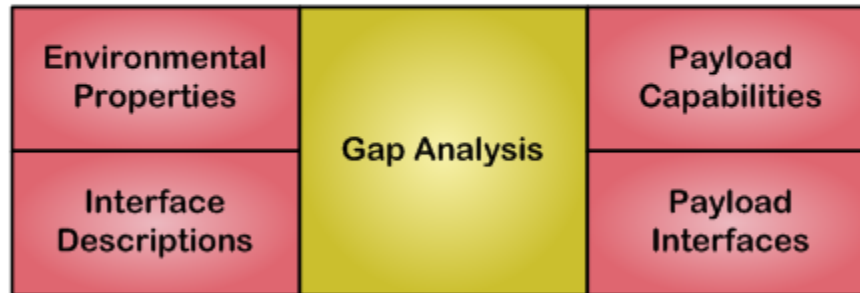 Environmental
Properties
Interface
Descriptions
Gap Analysis
Payload
Capabilities
Payload
Interfaces